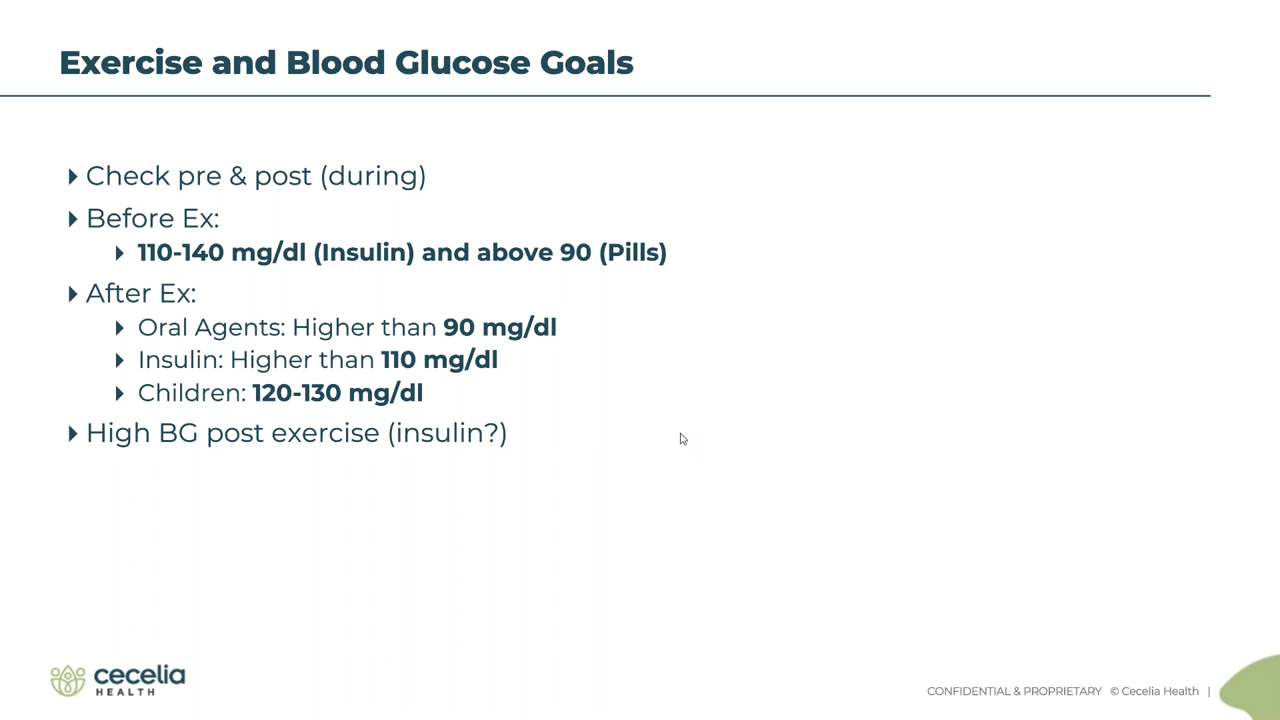 Exercise and Blood Glucose Goals
Check pre & post (during)
Before Ex:
110-140 mg/dl (Insulin) and above 90 (Pills)
After Ex:
Oral Agents: Higher than 90 mg/dl
Insulin: Higher than 110 mg/dl
Children: 120-130 mg/dl
High BG post exercise (insulin?)
cecelia
HEALTH
CONFIDENTIAL & PROPRIETARY © Cecelia Health |